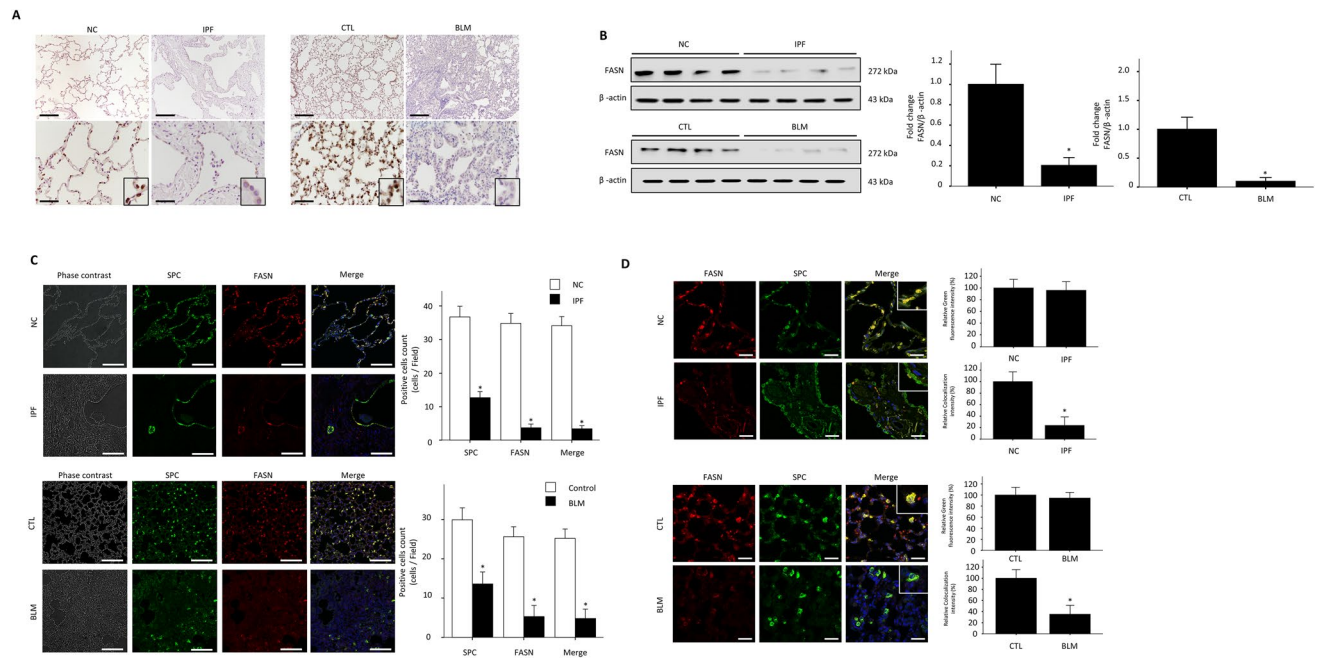 A
NC IPF CTL BLM
B
NC IPF
FASN 272 kDa
β -actin 43 kDa
CTL BLM
FASN 272 kDa
β -actin 43 kDa
Fold change
FASN/β -actin
1.2
1.0
0.8
0.6
0.4
0.2
0
*
NC IPF
Fold change
FASN/β -actin
2.0
1.5
1.0
0.5
0
*
CTL BLM
C
Phase contrast SPC FASN Merge
NC
IPF
NC
IPF
Positive cells count
(cells / Field)
40
30
20
10
0
* * *
SPC FASN Merge
Phase contrast SPC FASN Merge
CTL
BLM
Control
BLM
Positive cells count
(cells / Field)
30
20
10
0
* * *
SPC FASN Merge
D
FASN SPC Merge
NC
IPF
Relative Green
fluorescence intensity (%)
120
100
80
60
40
20
0
NC IPF
Relative Colocalization
intensity (%)
120
100
80
60
40
20
0
*
NC IPF
FASN SPC Merge
CTL
BLM
Relative Green
fluorescence intensity (%)
120
100
80
60
40
20
0
CTL BLM
Relative Colocalization
intensity (%)
120
100
80
60
40
20
0
*
CTL BLM